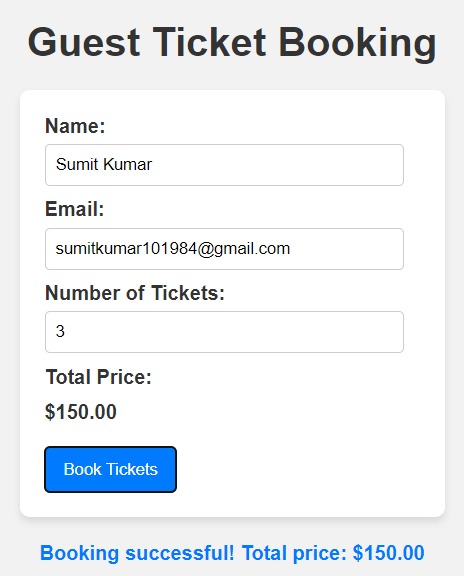 Guest Ticket Booking
Name:
Sumit Kumar
Email:
sumitkumar101984@gmail.com
Number of Tickets:
3
Total Price:
$150.00
Book Tickets
Booking successful! Total price: $150.00